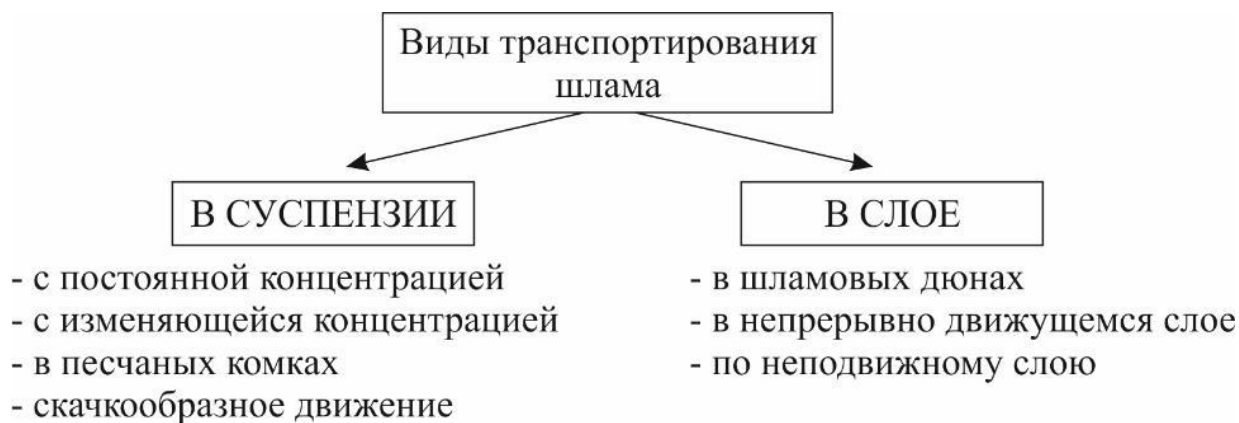 Виды транспортирования
шлама
В СУСПЕНЗИИ
- с постоянной концентрацией
- с изменяющейся концентрацией
- в песчаных комках
- скачкообразное движение
В СЛОЕ
- в шламовых дюнах
- в непрерывно движущемся слое
- по неподвижному слою